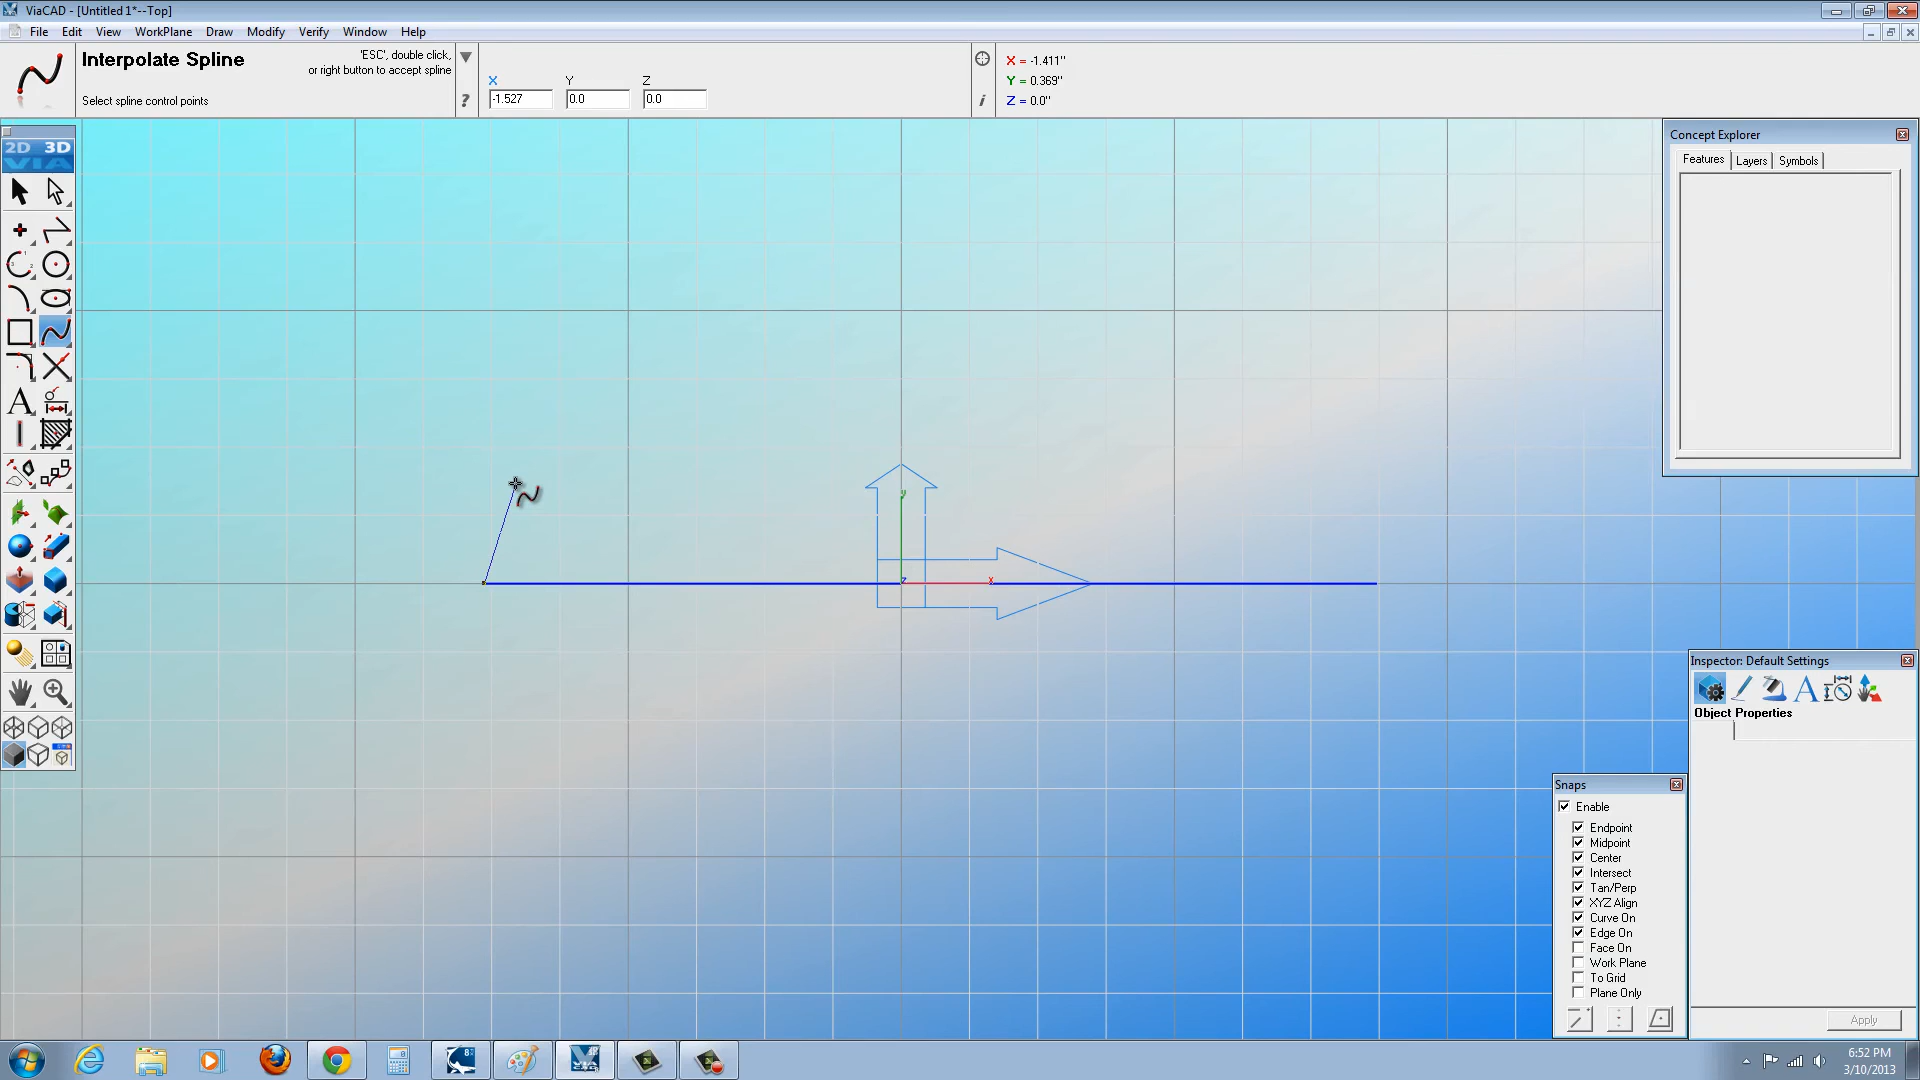 ViaCAD - [Untitled 1*--Top]
File Edit View WorkPlane Draw Modify Verify Window Help
Interpolate Spline
'ESC', double click,
or right button to accept spline
Select spline control points
?
X Y Z
-1.527 0.0 0.0
i
X = -1.411"
Y = 0.369"
Z = 0.0"
2D 3D
VIA
A
y
z
x
Concept Explorer
Features Layers Symbols
Inspector: Default Settings
A
Object Properties
Apply
Snaps
Enable
Endpoint
Midpoint
Center
Intersect
Tan/Perp
XYZ Align
Curve On
Edge On
Face On
Work Plane
To Grid
Plane Only
6:52 PM
3/10/2013